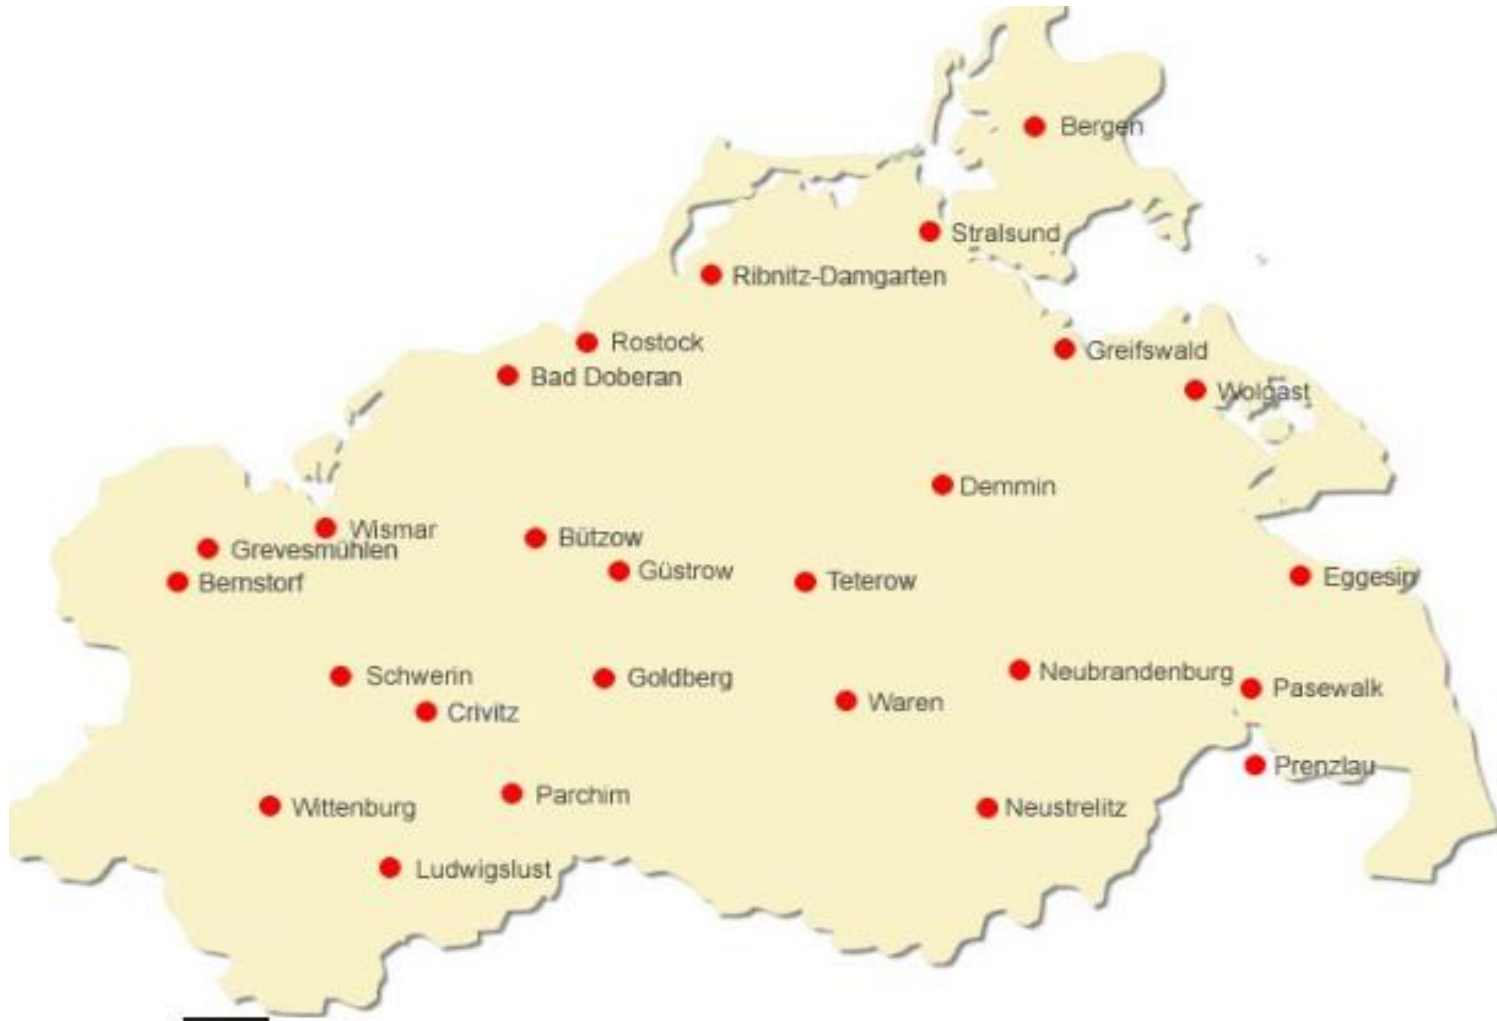 Bergen
Stralsund
Ribnitz-Damgarten
Rostock
Greifswald
Bad Doberan
Wolgast
Demmin
Wismar
Bützow
Grevesmühlen
Güstrow
Eggesin
Bernstorf
Teterow
Neubrandenburg
Schwerin
Goldberg
Pasewalk
Waren
Crivitz
Prenzlau
Parchim
Wittenburg
Neustrelitz
Ludwigslust